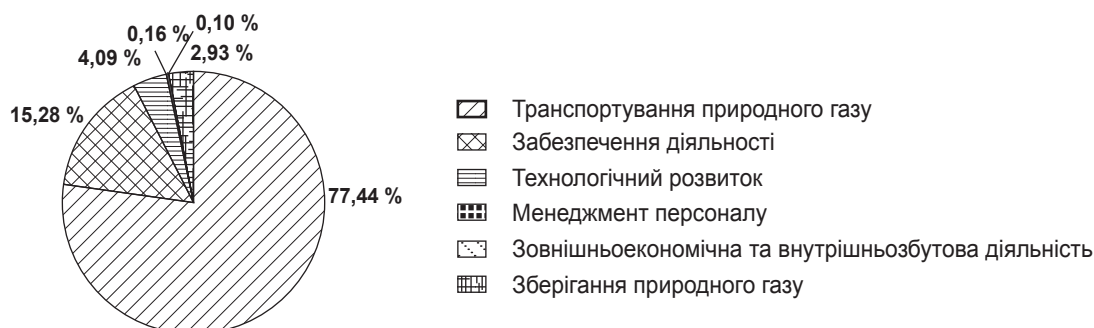 0,16 %
0,10 %
4,09 %
2,93 %
15,28 %
77,44 %
Транспортування природного газу
Забезпечення діяльності
Технологічний розвиток
Менеджмент персоналу
Зовнішньоекономічна та внутрішньозбутова діяльність
Зберігання природного газу